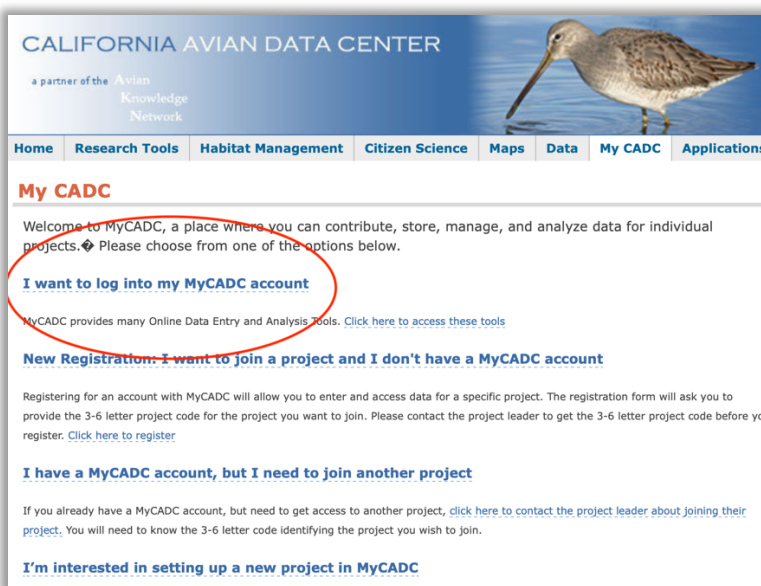 CALIFORNIA AVIAN DATA CENTER
a partner of the Avian
Knowledge
Network
Home Research Tools Habitat Management Citizen Science Maps Data My CADC Applications
My CADC
Welcome to MyCADC, a place where you can contribute, store, manage, and analyze data for individual
projects.� Please choose from one of the options below.
I want to log into my MyCADC account
MyCADC provides many Online Data Entry and Analysis Tools. Click here to access these tools
New Registration: I want to join a project and I don't have a MyCADC account
Registering for an account with MyCADC will allow you to enter and access data for a specific project. The registration form will ask you to
provide the 3-6 letter project code for the project you want to join. Please contact the project leader to get the 3-6 letter project code before yo
register. Click here to register
I have a MyCADC account, but I need to join another project
If you already have a MyCADC account, but need to get access to another project, click here to contact the project leader about joining their
project. You will need to know the 3-6 letter code identifying the project you wish to join.
I’m interested in setting up a new project in MyCADC